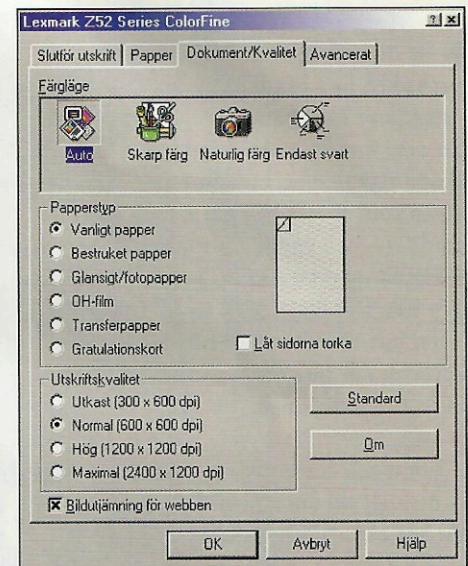 Lexmark Z52 Series ColorFine
Slutför utskrift Papper Dokument/Kvalitet Avancerat
Färgläge
Auto Skarp färg Naturlig färg Endast svart
Papperstyp
Vanligt papper
Bestruket papper
Glansigt/fotopapper
OH-film
Transferpapper
Gratulationskort
Låt sidorna torka
Utskriftskvalitet
Utkast (300 x 600 dpi)
Normal (600 x 600 dpi)
Hög (1200 x 1200 dpi)
Maximal (2400 x 1200 dpi)
Standard
Om
Bildutjämning för webben
OK Avbryt Hjälp